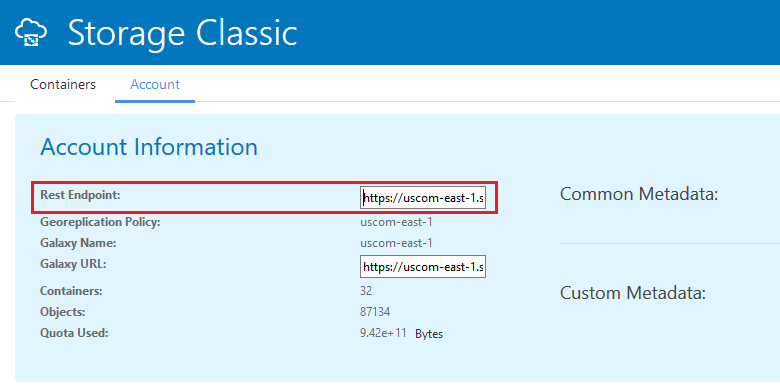 Storage Classic
Containers Account
Account Information
Rest Endpoint: https://uscom-east-1.s
Common Metadata:
Georeplication Policy: uscom-east-1
Galaxy Name: uscom-east-1
Galaxy URL: https://uscom-east-1.s
Containers: 32
Custom Metadata:
Objects: 87134
Quota Used: 9.42e+11 Bytes